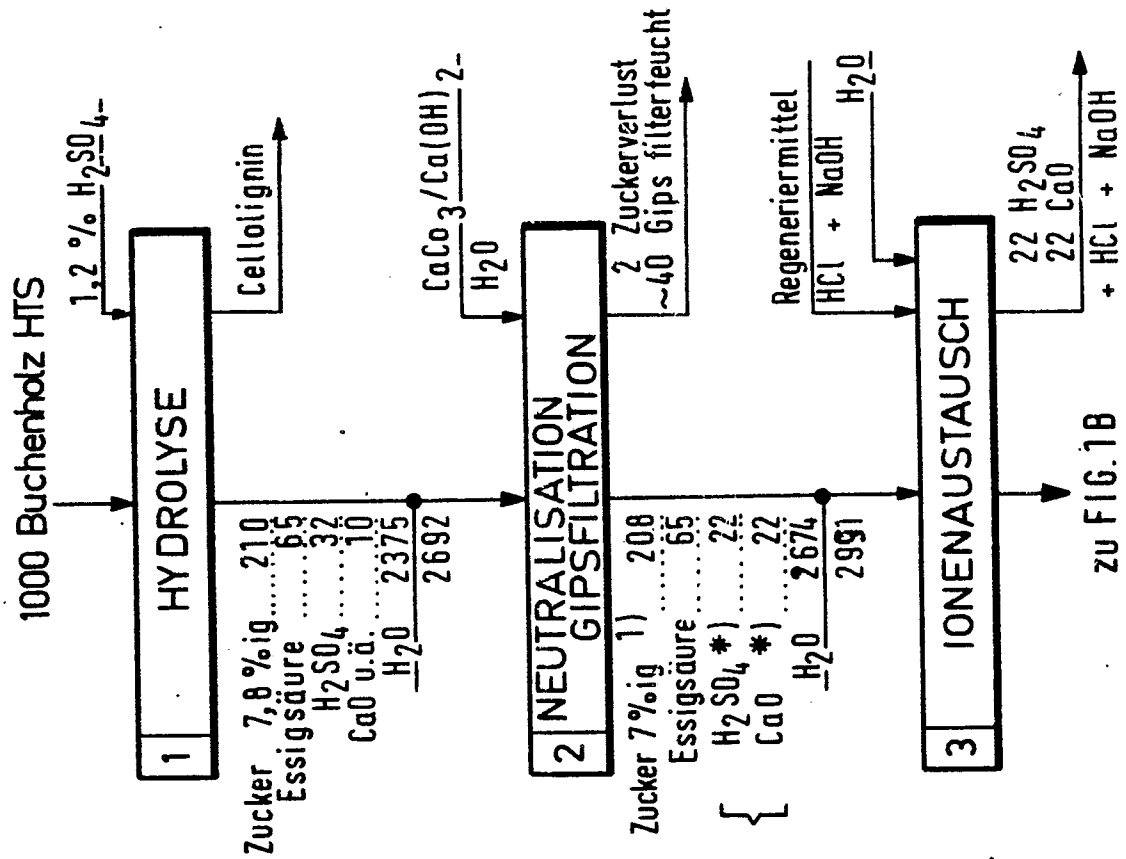 1000 Buchenholz HTS
1,2 % H2SO4
1 HYDROLYSE
Cellolignin
Zucker 7,8 %ig.... 210
Essigsäure ..... 65
H2SO4 ..... 32
CaO u.ä. ..... 10
H2O 2375
2692
CaCo3/Ca(OH)2
H2O
2 NEUTRALISATION
GIPSFILTRATION
2 Zuckerverlust
~40 Gips filterfeucht
Zucker 7%ig 1) 208
Essigsäure ..... 65
H2SO4 *) ..... 22
CaO *) ..... 22
H2O 2674
2991
Regeneriermittel
HCl + NaOH
H2O
3 IONENAUSTAUSCH
22 H2SO4
22 CaO
+ HCl + NaOH
zu FIG. 1B